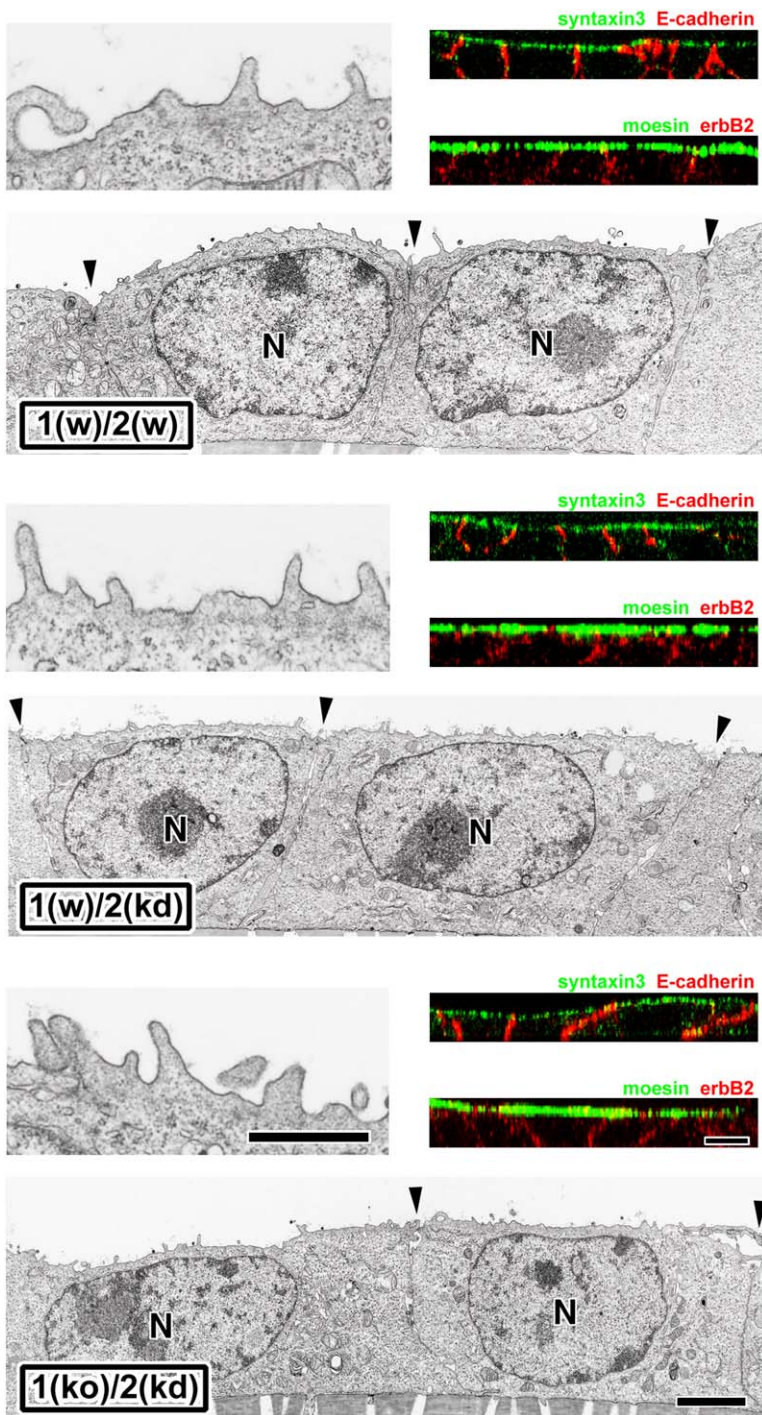 syntaxin3 E-cadherin
moesin erbB2
N N
1(w)/2(w)
syntaxin3 E-cadherin
moesin erbB2
N N
1(w)/2(kd)
syntaxin3 E-cadherin
moesin erbB2
N N
1(ko)/2(kd)